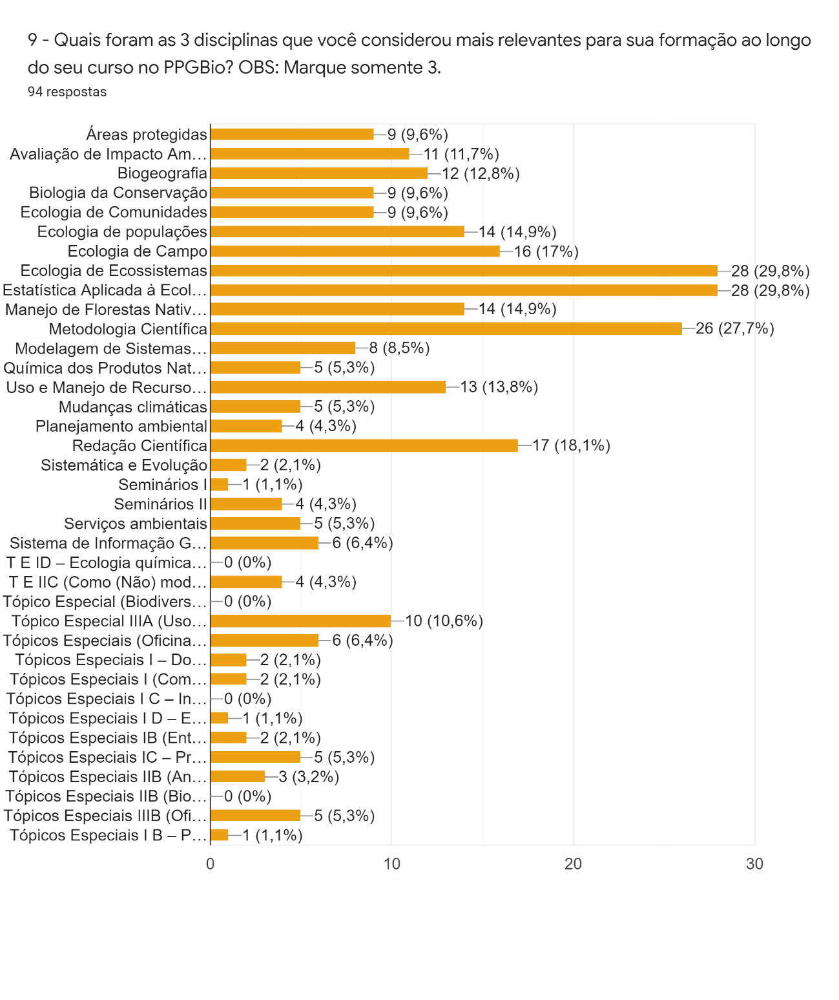 9 - Quais foram as 3 disciplinas que você considerou mais relevantes para sua formação ao longo
do seu curso no PPGBio? OBS: Marque somente 3.
94 respostas
Áreas protegidas 9 (9,6%)
Avaliação de Impacto Am… 11 (11,7%)
Biogeografia 12 (12,8%)
Biologia da Conservação 9 (9,6%)
Ecologia de Comunidades 9 (9,6%)
Ecologia de populações 14 (14,9%)
Ecologia de Campo 16 (17%)
Ecologia de Ecossistemas 28 (29,8%)
Estatística Aplicada à Ecol… 28 (29,8%)
Manejo de Florestas Nativ… 14 (14,9%)
Metodologia Científica 26 (27,7%)
Modelagem de Sistemas… 8 (8,5%)
Química dos Produtos Nat… 5 (5,3%)
Uso e Manejo de Recurso… 13 (13,8%)
Mudanças climáticas 5 (5,3%)
Planejamento ambiental 4 (4,3%)
Redação Científica 17 (18,1%)
Sistemática e Evolução 2 (2,1%)
Seminários I 1 (1,1%)
Seminários II 4 (4,3%)
Serviços ambientais 5 (5,3%)
Sistema de Informação G… 6 (6,4%)
T E ID – Ecologia química… 0 (0%)
T E IIC (Como (Não) mod… 4 (4,3%)
Tópico Especial (Biodivers… 0 (0%)
Tópico Especial IIIA (Uso… 10 (10,6%)
Tópicos Especiais (Oficina… 6 (6,4%)
Tópicos Especiais I – Do… 2 (2,1%)
Tópicos Especiais I (Com… 2 (2,1%)
Tópicos Especiais I C – In… 0 (0%)
Tópicos Especiais I D – E… 1 (1,1%)
Tópicos Especiais IB (Ent… 2 (2,1%)
Tópicos Especiais IC – Pr… 5 (5,3%)
Tópicos Especiais IIB (An… 3 (3,2%)
Tópicos Especiais IIB (Bio… 0 (0%)
Tópicos Especiais IIIB (Ofi… 5 (5,3%)
Tópicos Especiais I B – P… 1 (1,1%)
0 10 20 30